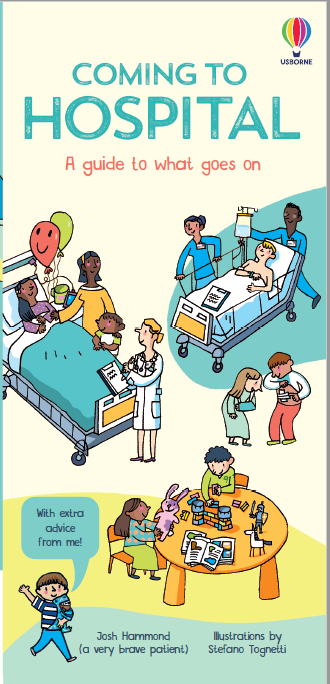 USBORNE
COMING TO
HOSPITAL
A guide to what goes on
With extra
advice
from me!
Josh Hammond
(a very brave patient)
Illustrations by
Stefano Tognetti